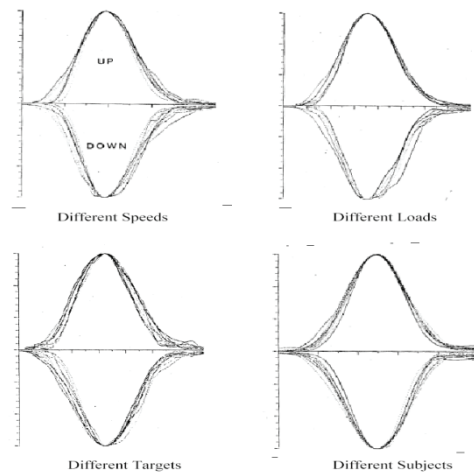 UP
DOWN
Different Speeds
Different Loads
Different Targets
Different Subjects